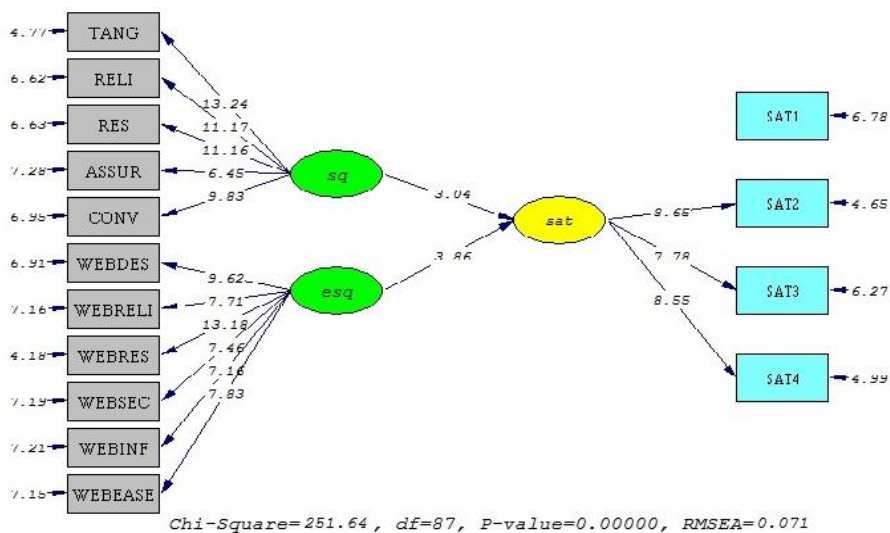 4.77 TANG
6.62 RELI
13.24
SAT1 6.78
11.17
6.63 RES
11.16
7.28 ASSUR
6.45
sq
9.83
3.04
9.65
SAT2 4.65
6.95 CONV
sat
6.91 WEBDES
9.62
3.86
7.78
esq
SAT3 6.27
7.71
8.55
7.16 WEBRELI
13.18
4.18 WEBRES
7.46
7.16
SAT4 4.99
7.83
7.19 WEBSEC
7.21 WEBINF
7.15 WEBEASE
Chi-Square=251.64, df=87, P-value=0.00000, RMSEA=0.071